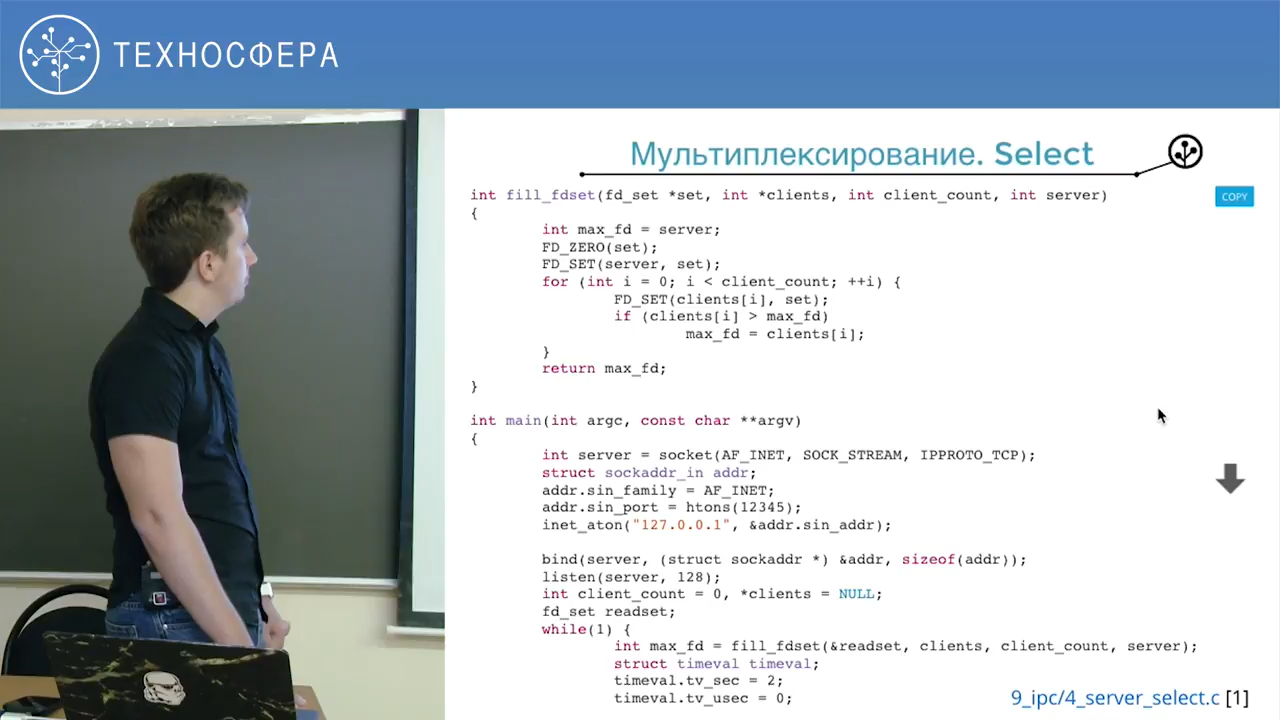 ТЕХНОСФЕРА
Мультиплексирование. Select
COPY
int fill_fdset(fd_set *set, int *clients, int client_count, int server)
{
int max_fd = server;
FD_ZERO(set);
FD_SET(server, set);
for (int i = 0; i < client_count; ++i) {
FD_SET(clients[i], set);
if (clients[i] > max_fd)
max_fd = clients[i];
}
return max_fd;
}
int main(int argc, const char **argv)
{
int server = socket(AF_INET, SOCK_STREAM, IPPROTO_TCP);
struct sockaddr_in addr;
addr.sin_family = AF_INET;
addr.sin_port = htons(12345);
inet_aton("127.0.0.1", &addr.sin_addr);
bind(server, (struct sockaddr *) &addr, sizeof(addr));
listen(server, 128);
int client_count = 0, *clients = NULL;
fd_set readset;
while(1) {
int max_fd = fill_fdset(&readset, clients, client_count, server);
struct timeval timeval;
timeval.tv_sec = 2;
timeval.tv_usec = 0;
9_ipc/4_server_select.c [1]